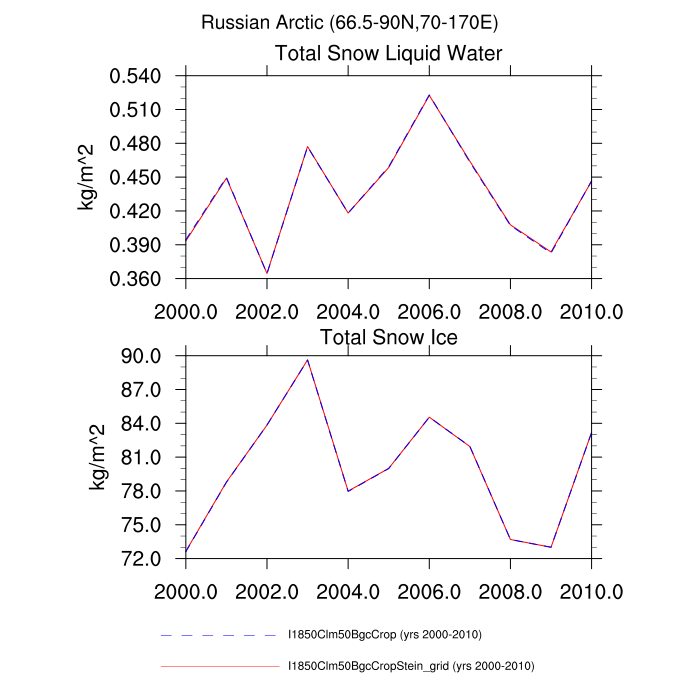 Russian Arctic (66.5-90N,70-170E)
Total Snow Liquid Water
0.540
0.510
0.480
0.450
0.420
0.390
0.360
kg/m^2
2000.0 2002.0 2004.0 2006.0 2008.0 2010.0
Total Snow Ice
90.0
87.0
84.0
81.0
78.0
75.0
72.0
kg/m^2
2000.0 2002.0 2004.0 2006.0 2008.0 2010.0
I1850Clm50BgcCrop (yrs 2000-2010)
I1850Clm50BgcCropStein_grid (yrs 2000-2010)